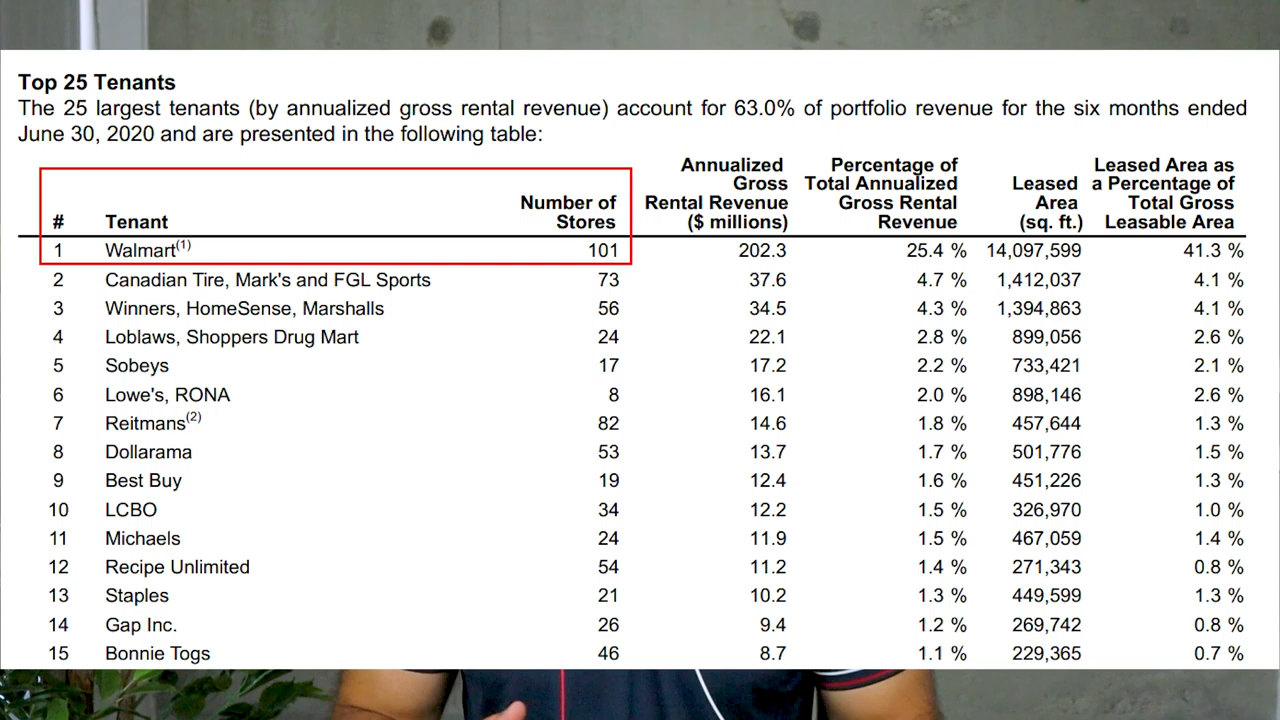 Top 25 Tenants
The 25 largest tenants (by annualized gross rental revenue) account for 63.0% of portfolio revenue for the six months ended
June 30, 2020 and are presented in the following table:
# Tenant Number of Stores Annualized Gross Rental Revenue ($ millions) Percentage of Total Annualized Gross Rental Revenue Leased Area (sq. ft.) Leased Area as a Percentage of Total Gross Leasable Area
1 Walmart(1) 101 202.3 25.4 % 14,097,599 41.3 %
2 Canadian Tire, Mark's and FGL Sports 73 37.6 4.7 % 1,412,037 4.1 %
3 Winners, HomeSense, Marshalls 56 34.5 4.3 % 1,394,863 4.1 %
4 Loblaws, Shoppers Drug Mart 24 22.1 2.8 % 899,056 2.6 %
5 Sobeys 17 17.2 2.2 % 733,421 2.1 %
6 Lowe's, RONA 8 16.1 2.0 % 898,146 2.6 %
7 Reitmans(2) 82 14.6 1.8 % 457,644 1.3 %
8 Dollarama 53 13.7 1.7 % 501,776 1.5 %
9 Best Buy 19 12.4 1.6 % 451,226 1.3 %
10 LCBO 34 12.2 1.5 % 326,970 1.0 %
11 Michaels 24 11.9 1.5 % 467,059 1.4 %
12 Recipe Unlimited 54 11.2 1.4 % 271,343 0.8 %
13 Staples 21 10.2 1.3 % 449,599 1.3 %
14 Gap Inc. 26 9.4 1.2 % 269,742 0.8 %
15 Bonnie Togs 46 8.7 1.1 % 229,365 0.7 %